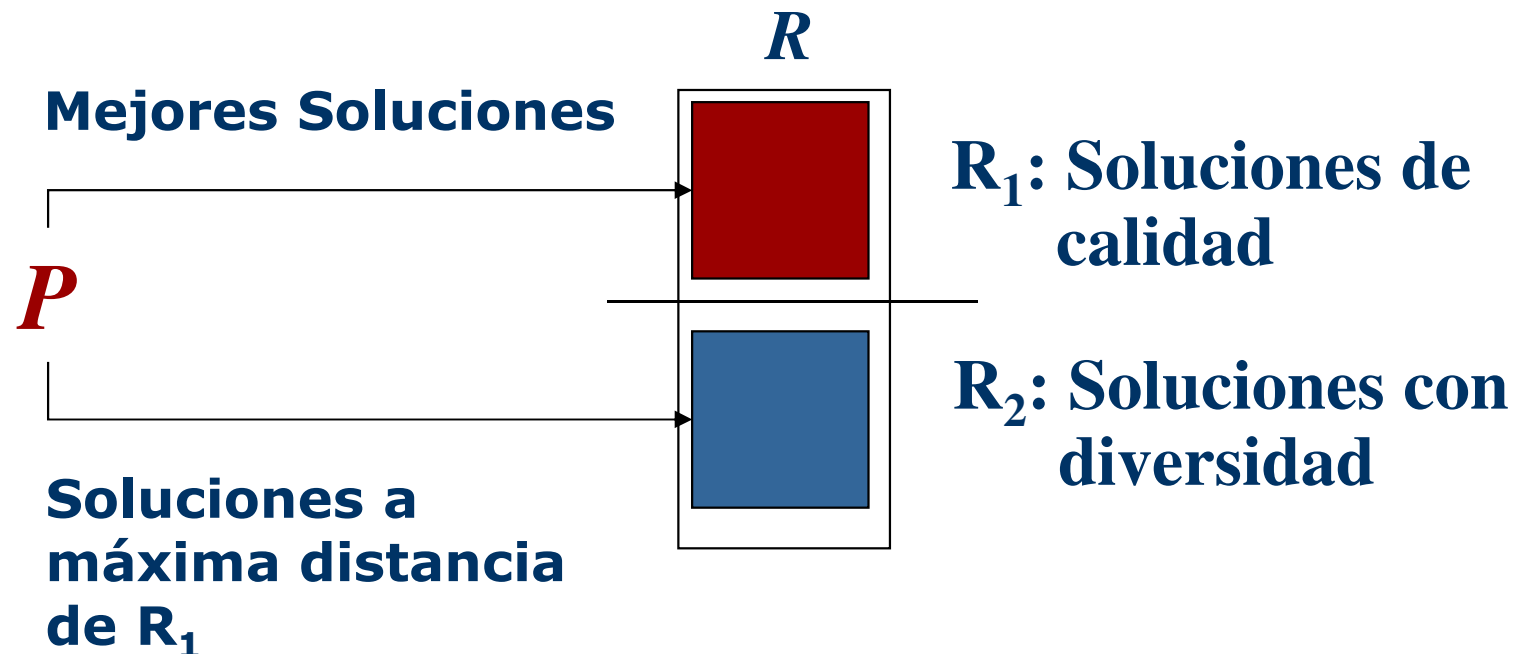 R
Mejores Soluciones
R₁: Soluciones de
calidad
P
R₂: Soluciones con
diversidad
Soluciones a
máxima distancia
de R₁